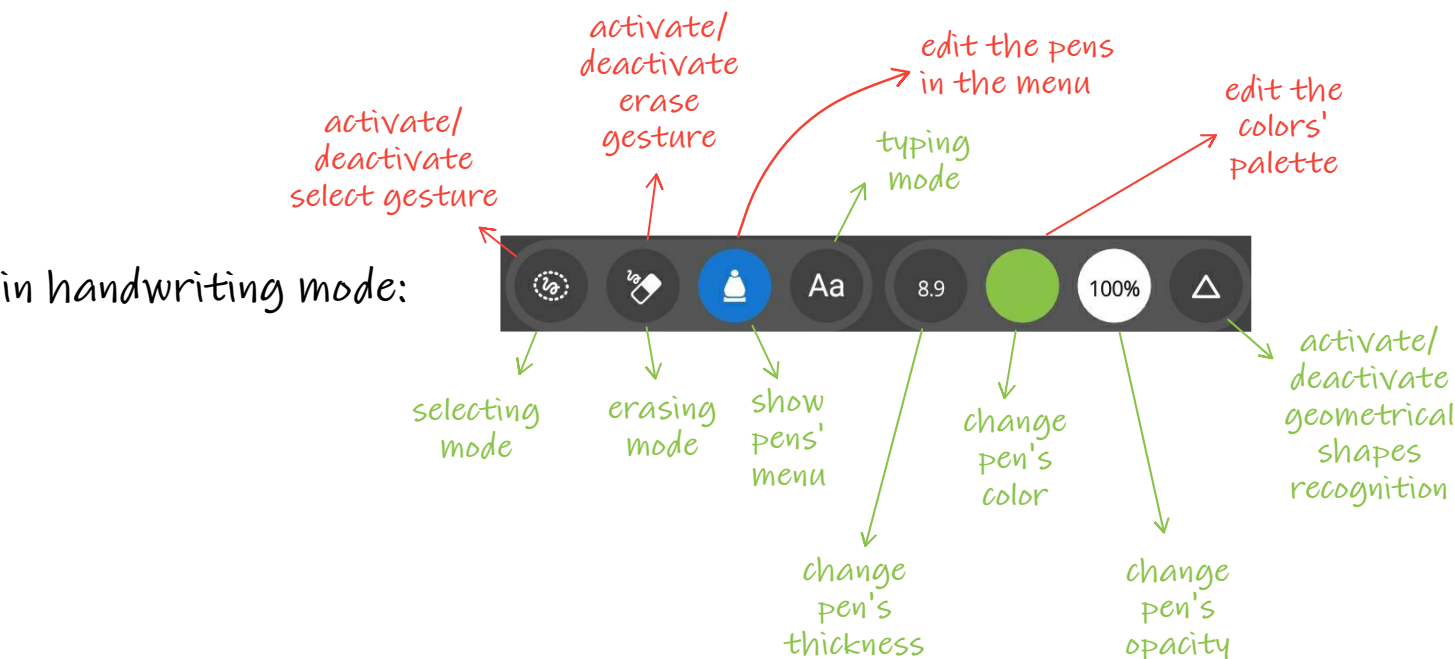 activate/
deactivate
erase
gesture
edit the pens
in the menu
edit the
colors'
palette
activate/
deactivate
select gesture
typing
mode
in handwriting mode:
Aa
8.9
100%
selecting
mode
erasing
mode
show
pens'
menu
change
pen's
color
activate/
deactivate
geometrical
shapes
recognition
change
pen's
thickness
change
pen's
opacity